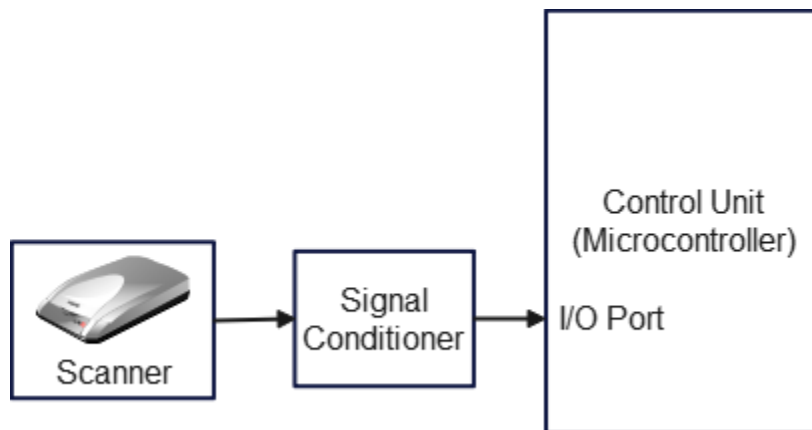 Scanner
Signal
Conditioner
Control Unit
(Microcontroller)
I/O Port